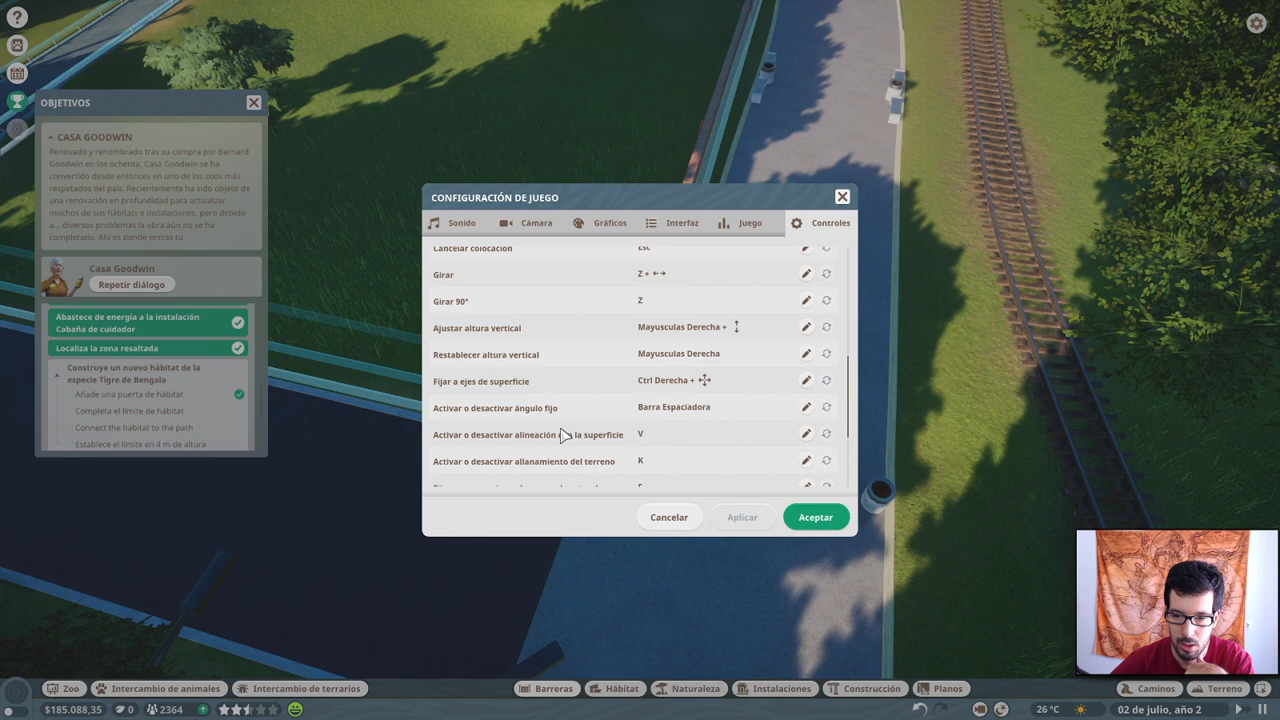 OBJETIVOS
CASA GOODWIN
Renovado y renombrado tras su compra por Bernard
Goodwin en los ochenta, Casa Goodwin se ha
convertido desde entonces en uno de los zoos más
respetados del país. Recientemente ha sido objeto de
una renovación en profundidad para actualizar
muchos de sus hábitats e instalaciones, pero debido
a... diversos problemas la obra aún no se ha
completado. Ahí es donde entras tú.
Casa Goodwin
Repetir diálogo
Abastece de energía a la instalación
Cabaña de cuidador
Localiza la zona resaltada
Construye un nuevo hábitat de la
especie Tigre de Bengala
Añade una puerta de hábitat
Completa el límite de hábitat
Connect the habitat to the path
Establece el límite en 4 m de altura
CONFIGURACIÓN DE JUEGO
Sonido Cámara Gráficos Interfaz Juego Controles
Cancelar colocación Esc
Girar Z +
Girar 90° Z
Ajustar altura vertical Mayusculas Derecha +
Restablecer altura vertical Mayusculas Derecha
Fijar a ejes de superficie Ctrl Derecha +
Activar o desactivar ángulo fijo Barra Espaciadora
Activar o desactivar alineación la superficie V
Activar o desactivar allanamiento del terreno K
Cancelar Aplicar Aceptar
Zoo Intercambio de animales Intercambio de terrarios Barreras Hábitat Naturaleza Instalaciones Construcción Planos Caminos Terreno
$185.088,35 0 2364 26 °C 02 de julio, año 2